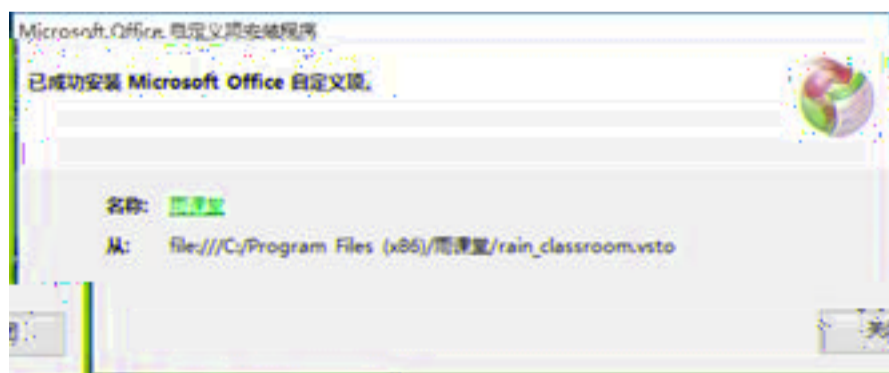 Microsoft Office 自定义项安装程序
已成功安装 Microsoft Office 自定义项。
名称: 雨课堂
从: file:///C:/Program Files (x86)/雨课堂/rain_classroom.vsto